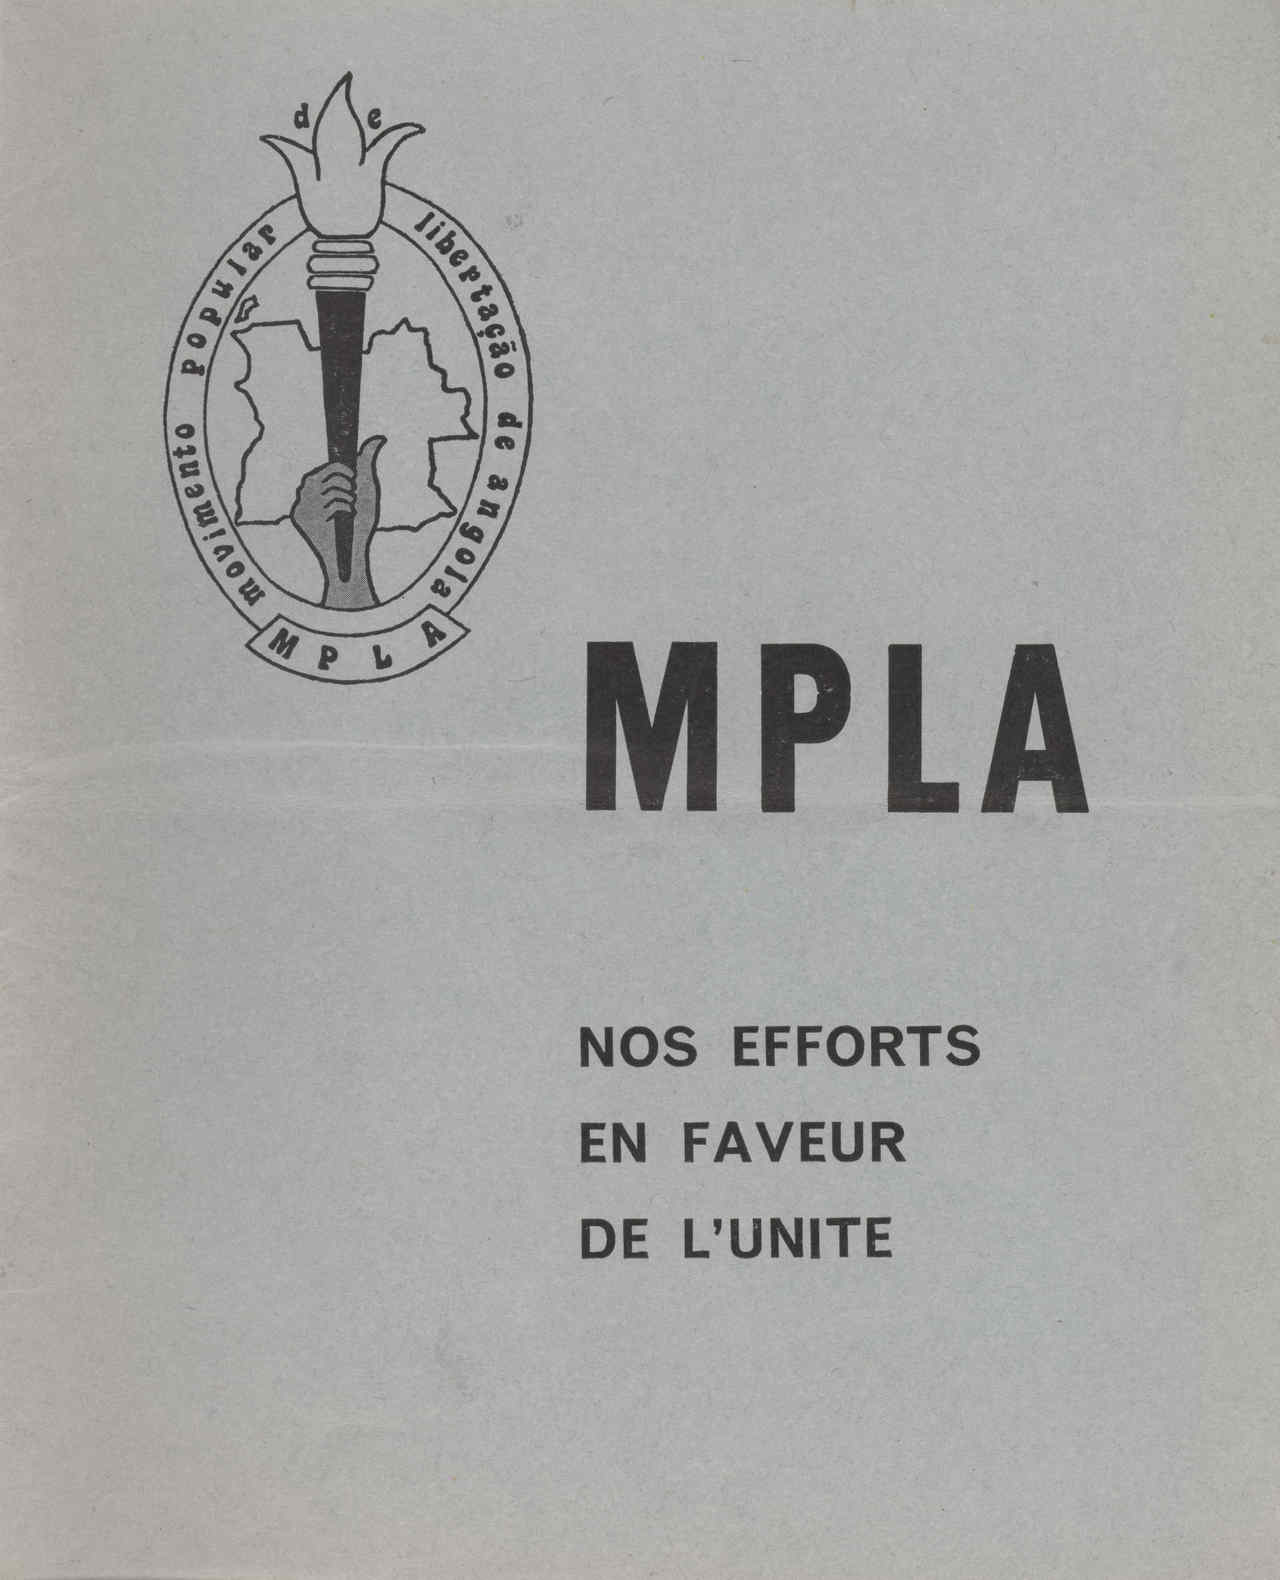 movimento popular de libertação de angola
MPLA
MPLA
NOS EFFORTS
EN FAVEUR
DE L'UNITE